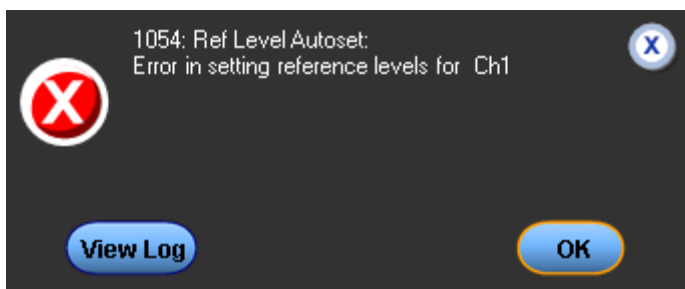 1054: Ref Level Autoset:
Error in setting reference levels for  Ch1
View Log
OK